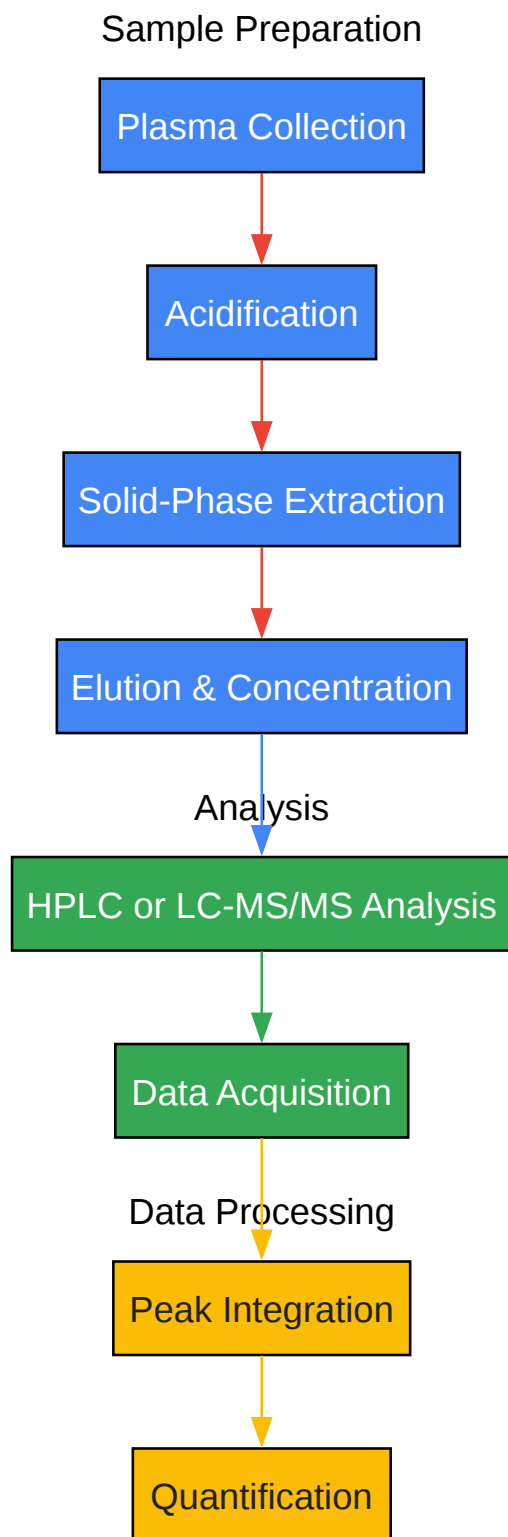 Sample Preparation
Plasma Collection
Acidification
Solid-Phase Extraction
Elution & Concentration
Analysis
HPLC or LC-MS/MS Analysis
Data Acquisition
Data Processing
Peak Integration
Quantification